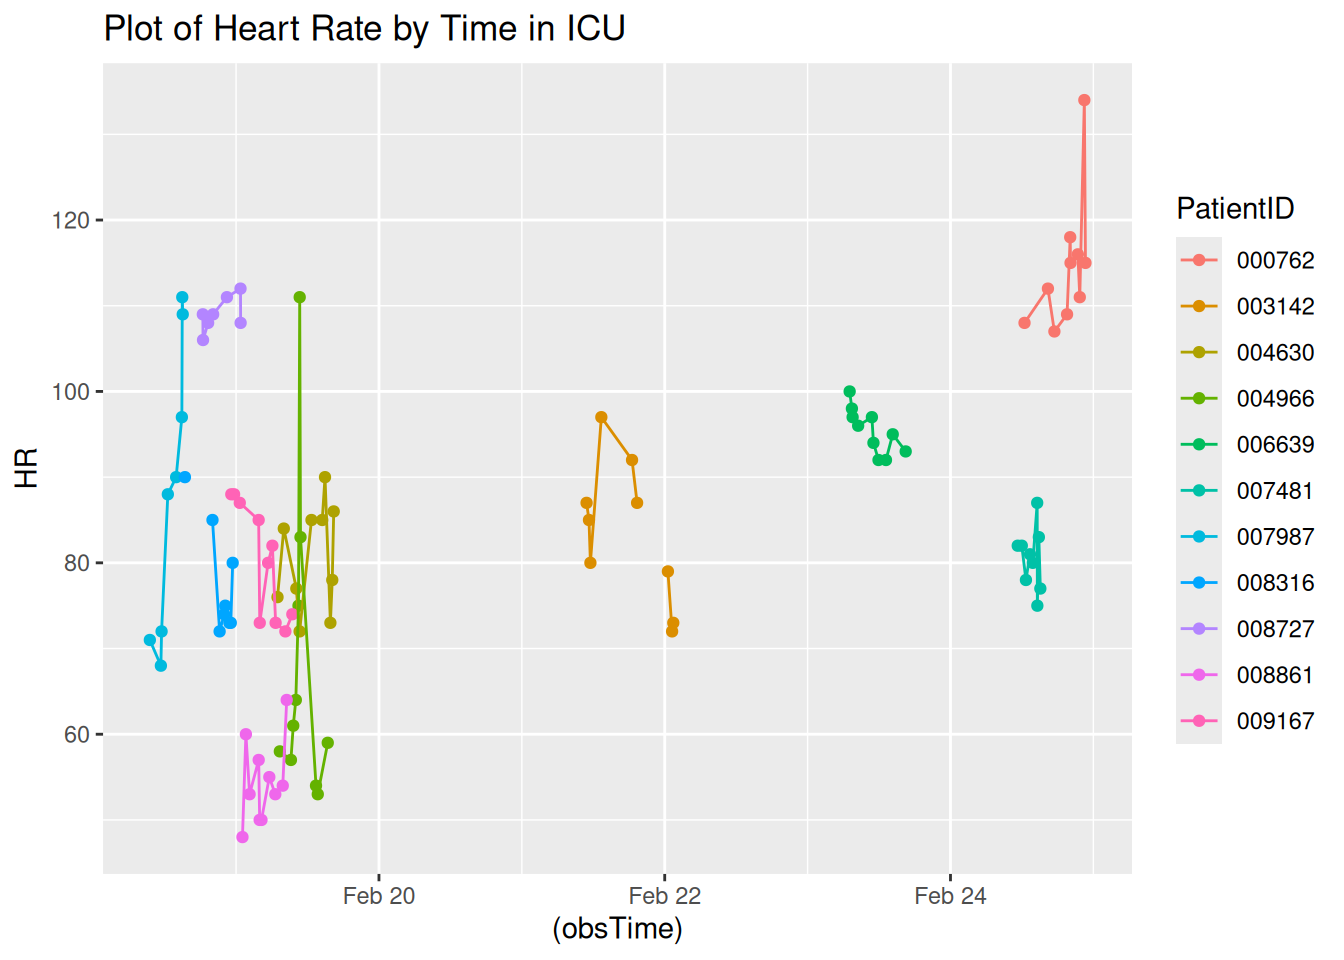 Plot of Heart Rate by Time in ICU
HR
120
100
80
60
Feb 20
Feb 22
Feb 24
(obsTime)
PatientID
000762
003142
004630
004966
006639
007481
007987
008316
008727
008861
009167